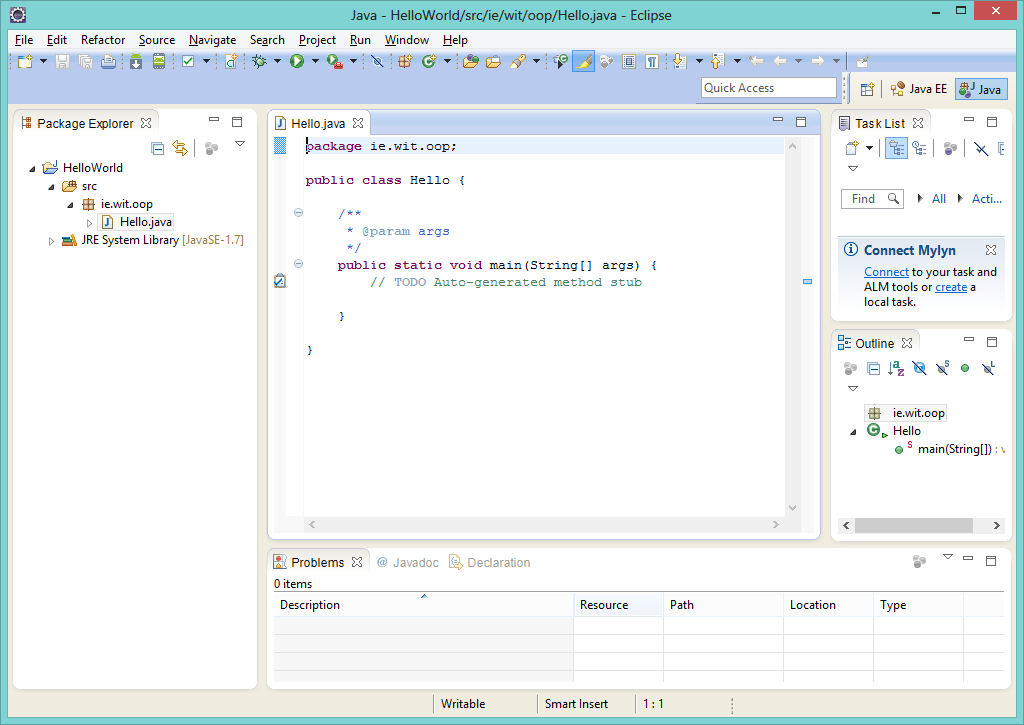 Java - HelloWorld/src/ie/wit/oop/Hello.java - Eclipse
File Edit Refactor Source Navigate Search Project Run Window Help
Quick Access
Java EE
Java
Package Explorer
HelloWorld
src
ie.wit.oop
Hello.java
JRE System Library [JavaSE-1.7]
Hello.java
package ie.wit.oop;
public class Hello {
/**
* @param args
*/
public static void main(String[] args) {
// TODO Auto-generated method stub
}
}
Task List
Find
All
Acti...
Connect Mylyn
Connect to your task and
ALM tools or create a
local task.
Outline
ie.wit.oop
Hello
main(String[]) : v
Problems @ Javadoc Declaration
0 items
Description Resource Path Location Type
Writable Smart Insert 1 : 1